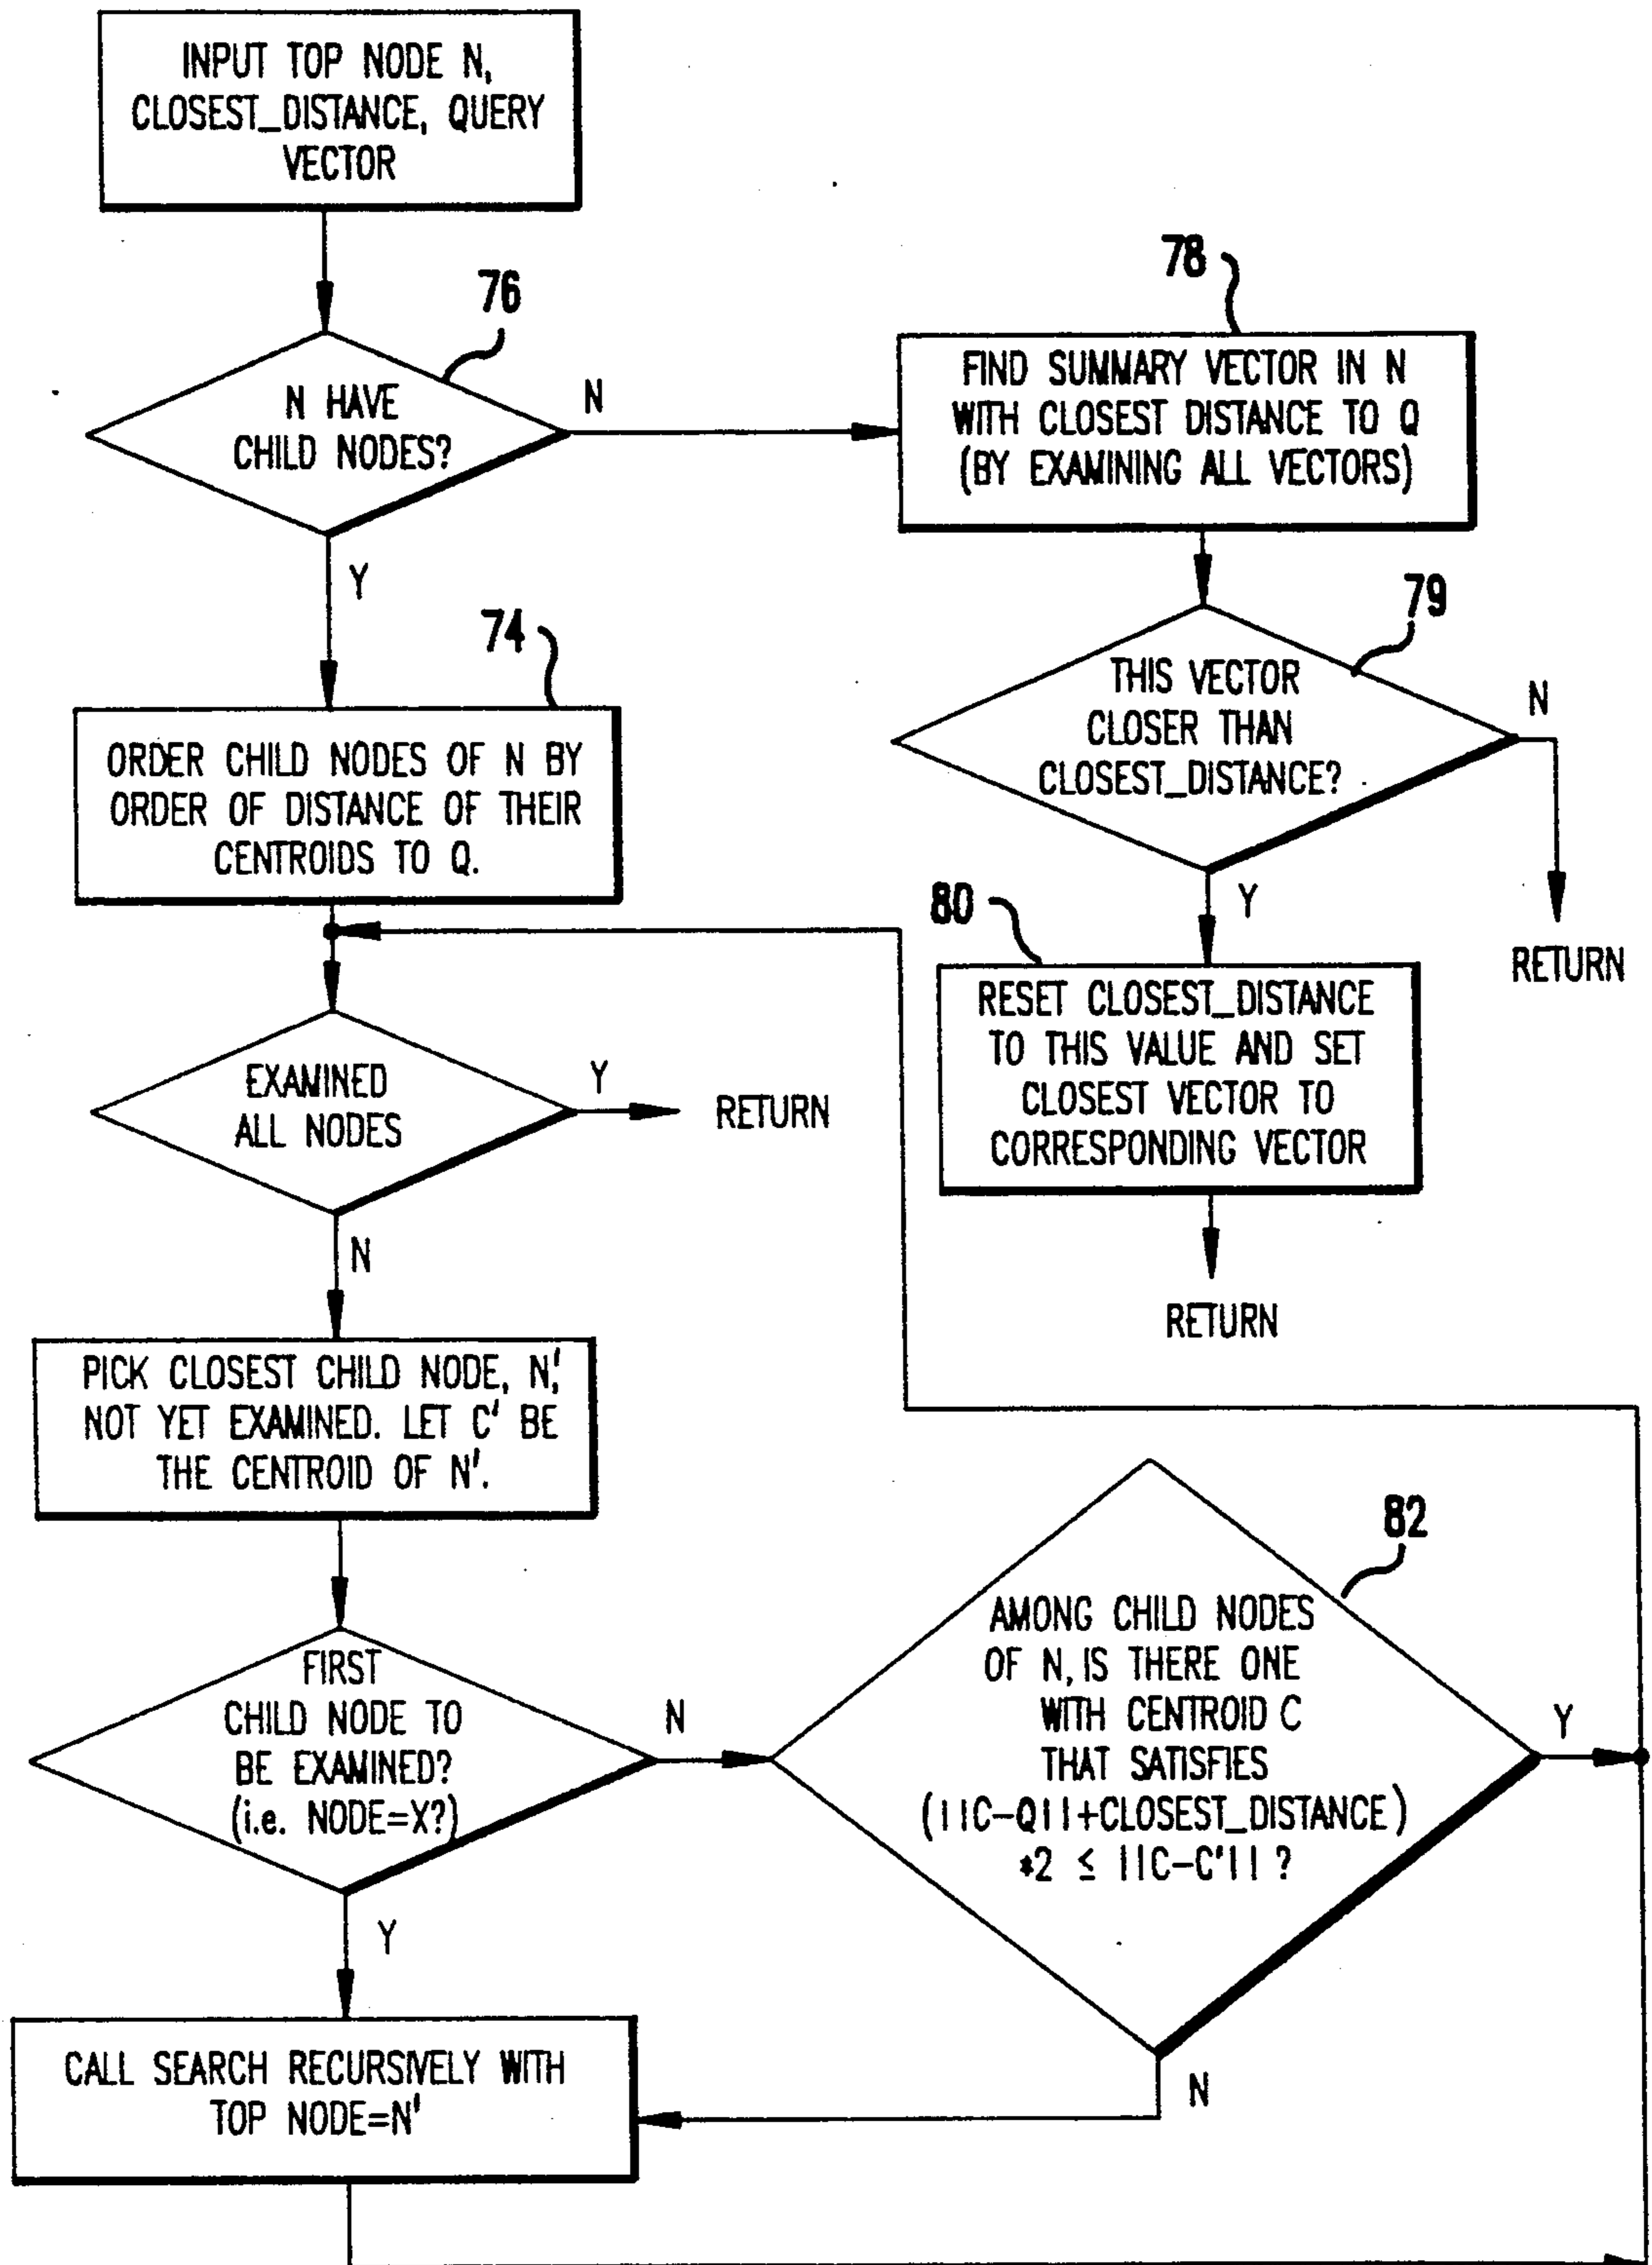 INPUT TOP NODE N,
CLOSEST_DISTANCE, QUERY
VECTOR
76
N HAVE
CHILD NODES?
N
Y
78
FIND SUMMARY VECTOR IN N
WITH CLOSEST DISTANCE TO Q
(BY EXAMINING ALL VECTORS)
79
THIS VECTOR
CLOSER THAN
CLOSEST_DISTANCE?
N
RETURN
Y
80
RESET CLOSEST_DISTANCE
TO THIS VALUE AND SET
CLOSEST VECTOR TO
CORRESPONDING VECTOR
RETURN
74
ORDER CHILD NODES OF N BY
ORDER OF DISTANCE OF THEIR
CENTROIDS TO Q.
EXAMINED
ALL NODES
Y
RETURN
N
PICK CLOSEST CHILD NODE, N',
NOT YET EXAMINED. LET C' BE
THE CENTROID OF N'.
FIRST
CHILD NODE TO
BE EXAMINED?
(i.e. NODE=X?)
N
Y
82
AMONG CHILD NODES
OF N, IS THERE ONE
WITH CENTROID C
THAT SATISFIES
(||C-Q||+CLOSEST_DISTANCE)
*2 ≤ ||C-C'|| ?
Y
N
CALL SEARCH RECURSIVELY WITH
TOP NODE=N'